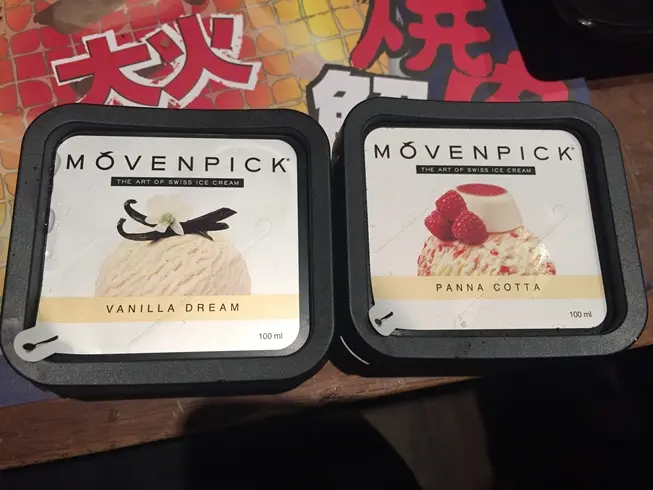 大火
焼
MÖVENPICK®
THE ART OF SWISS ICE CREAM
VANILLA DREAM
100 ml
MÖVENPICK®
THE ART OF SWISS ICE CREAM
PANNA COTTA
100 ml